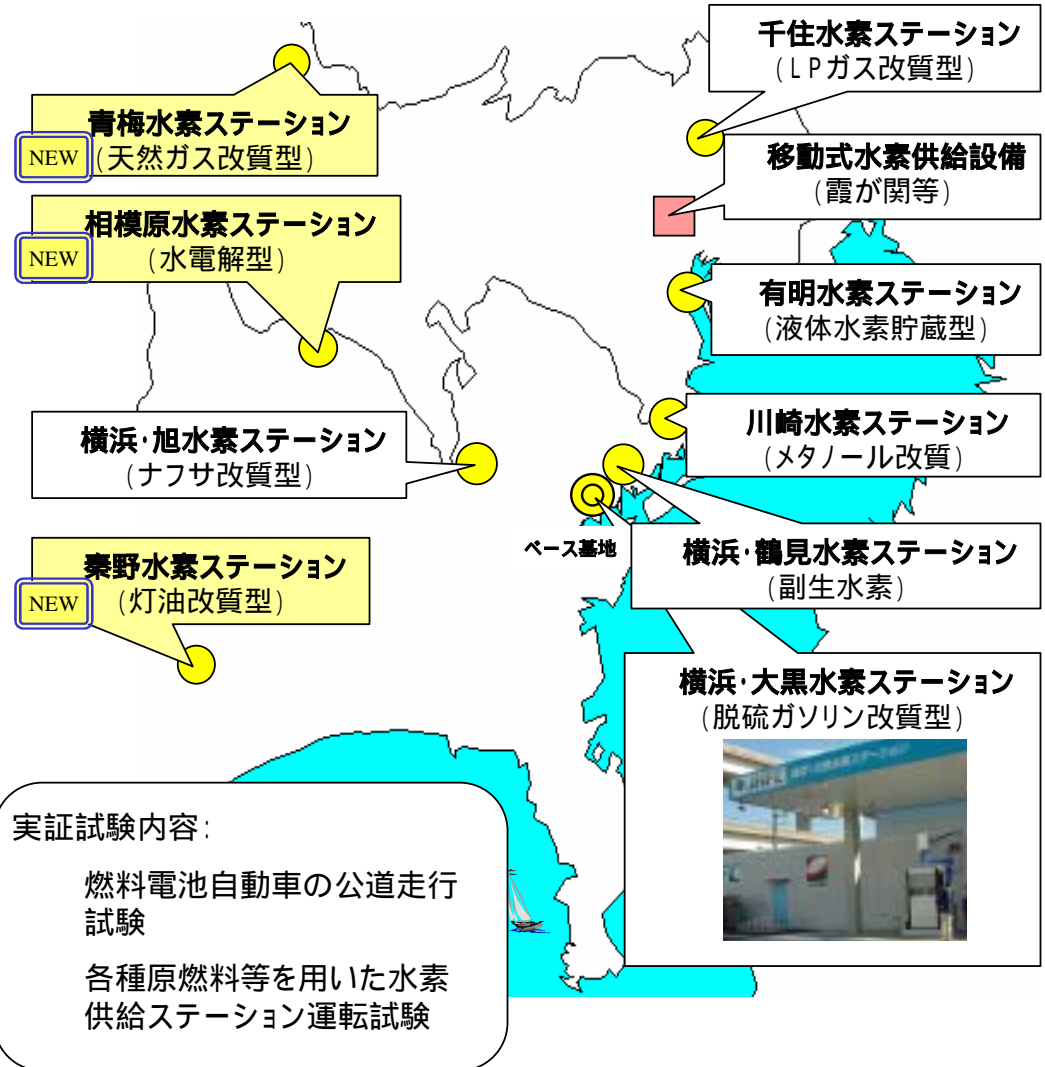 千住水素ステーション
(LPガス改質型)
青梅水素ステーション
NEW
(天然ガス改質型)
移動式水素供給設備
(霞が関等)
相模原水素ステーション
NEW
(水電解型)
有明水素ステーション
(液体水素貯蔵型)
横浜・旭水素ステーション
(ナフサ改質型)
川崎水素ステーション
(メタノール改質)
ベース基地
横浜・鶴見水素ステーション
(副生水素)
秦野水素ステーション
NEW
(灯油改質型)
横浜・大黒水素ステーション
(脱硫ガソリン改質型)
実証試験内容:
燃料電池自動車の公道走行
試験
各種原燃料等を用いた水素
供給ステーション運転試験